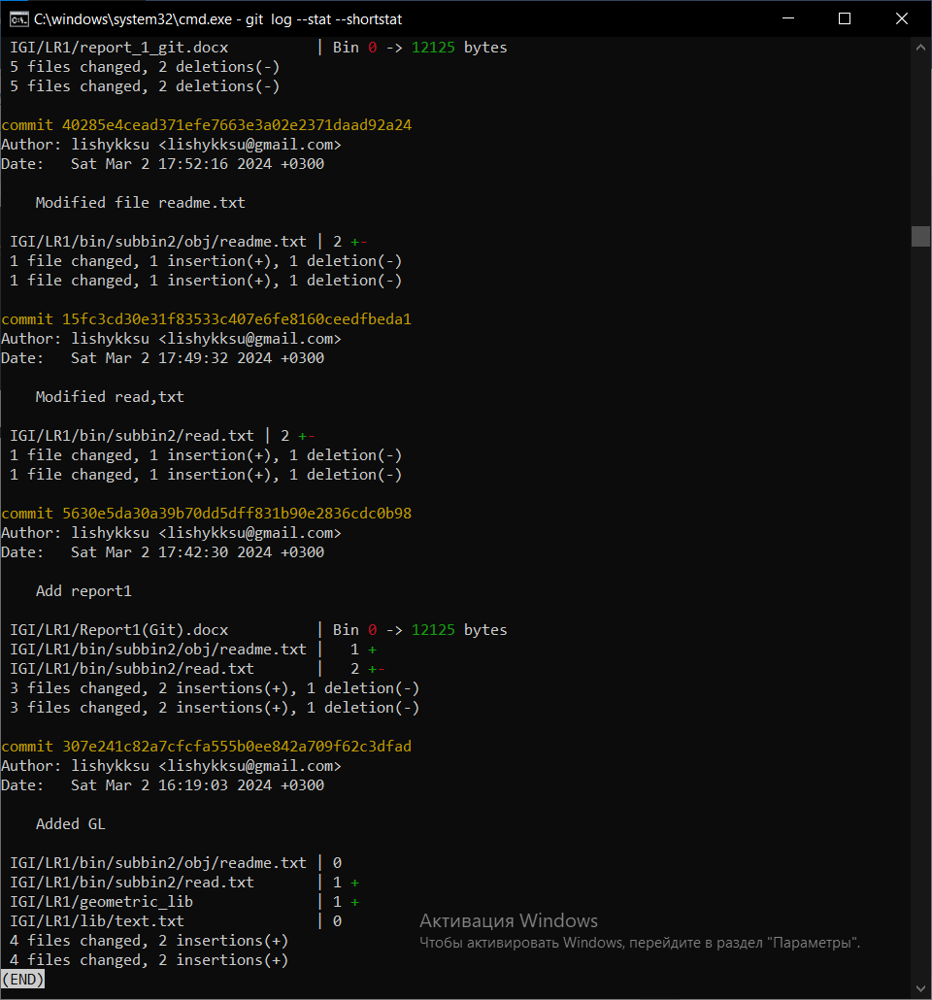 C:\windows\system32\cmd.exe - git  log --stat --shortstat
 IGI/LR1/report_1_git.docx          | Bin 0 -> 12125 bytes
 5 files changed, 2 deletions(-)
 5 files changed, 2 deletions(-)
commit 40285e4cead371efe7663e3a02e2371daad92a24
Author: lishykksu <lishykksu@gmail.com>
Date:   Sat Mar 2 17:52:16 2024 +0300
    Modified file readme.txt
 IGI/LR1/bin/subbin2/obj/readme.txt | 2 +-
 1 file changed, 1 insertion(+), 1 deletion(-)
 1 file changed, 1 insertion(+), 1 deletion(-)
commit 15fc3cd30e31f83533c407e6fe8160ceedfbeda1
Author: lishykksu <lishykksu@gmail.com>
Date:   Sat Mar 2 17:49:32 2024 +0300
    Modified read,txt
 IGI/LR1/bin/subbin2/read.txt | 2 +-
 1 file changed, 1 insertion(+), 1 deletion(-)
 1 file changed, 1 insertion(+), 1 deletion(-)
commit 5630e5da30a39b70dd5dff831b90e2836cdc0b98
Author: lishykksu <lishykksu@gmail.com>
Date:   Sat Mar 2 17:42:30 2024 +0300
    Add report1
 IGI/LR1/Report1(Git).docx          | Bin 0 -> 12125 bytes
 IGI/LR1/bin/subbin2/obj/readme.txt |   1 +
 IGI/LR1/bin/subbin2/read.txt       |   2 +-
 3 files changed, 2 insertions(+), 1 deletion(-)
 3 files changed, 2 insertions(+), 1 deletion(-)
commit 307e241c82a7cfcfa555b0ee842a709f62c3dfad
Author: lishykksu <lishykksu@gmail.com>
Date:   Sat Mar 2 16:19:03 2024 +0300
    Added GL
 IGI/LR1/bin/subbin2/obj/readme.txt | 0
 IGI/LR1/bin/subbin2/read.txt       | 1 +
 IGI/LR1/geometric_lib              | 1 +
 IGI/LR1/lib/text.txt               | 0
 4 files changed, 2 insertions(+)
 4 files changed, 2 insertions(+)
(END)
Активация Windows
Чтобы активировать Windows, перейдите в раздел "Параметры".